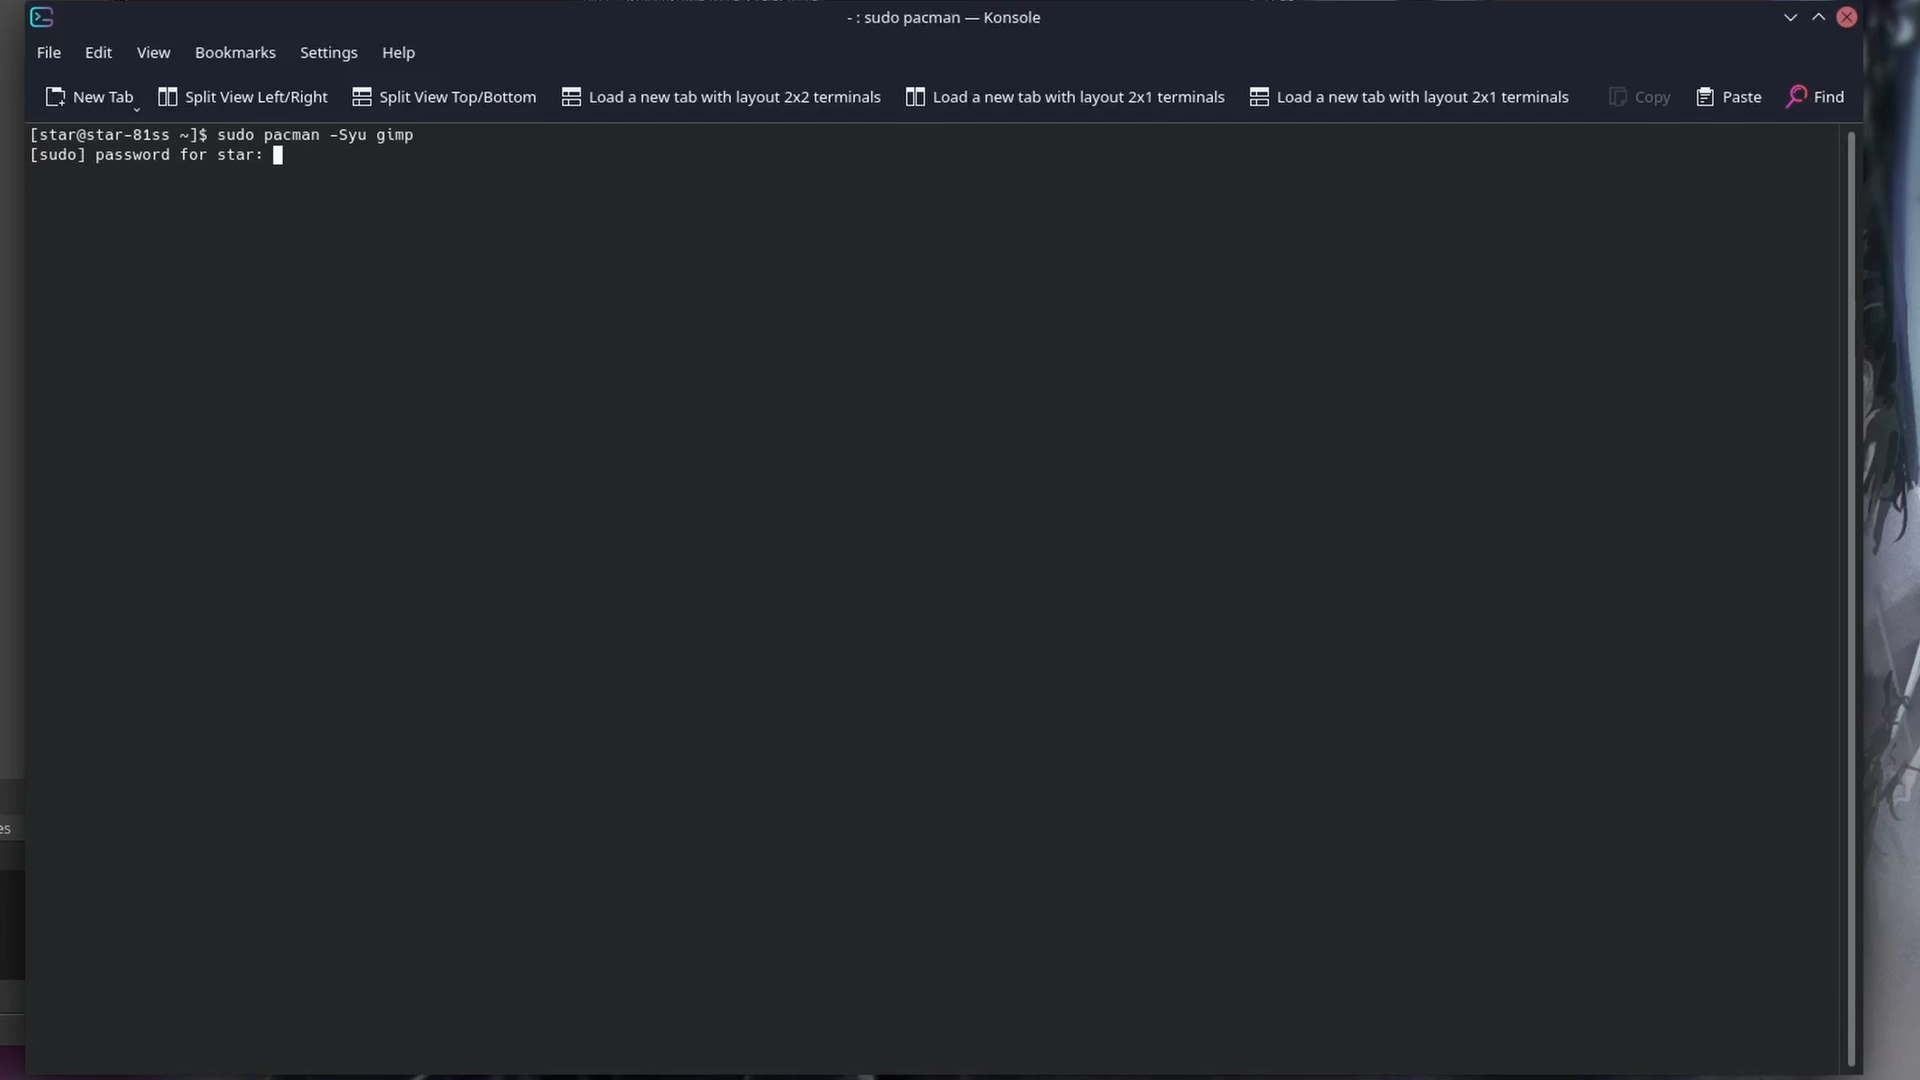 - : sudo pacman — Konsole
File Edit View Bookmarks Settings Help
New Tab Split View Left/Right Split View Top/Bottom Load a new tab with layout 2x2 terminals Load a new tab with layout 2x1 terminals Load a new tab with layout 2x1 terminals Copy Paste Find
[star@star-81ss ~]$ sudo pacman -Syu gimp
[sudo] password for star:
es